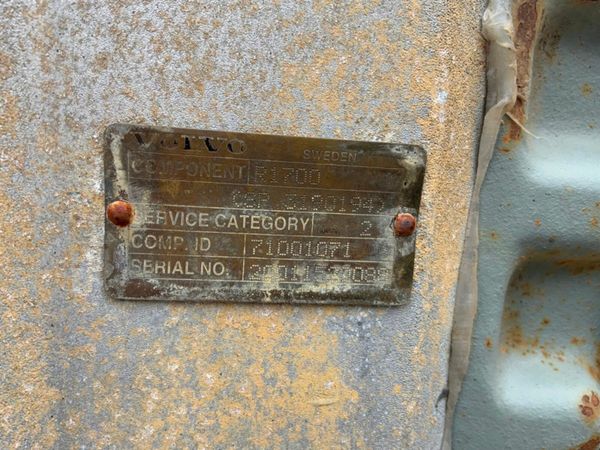 VOLVO SWEDEN
COMPONENT R1700
SERVICE CATEGORY 2
COMP. ID 71001071
SERIAL NO.